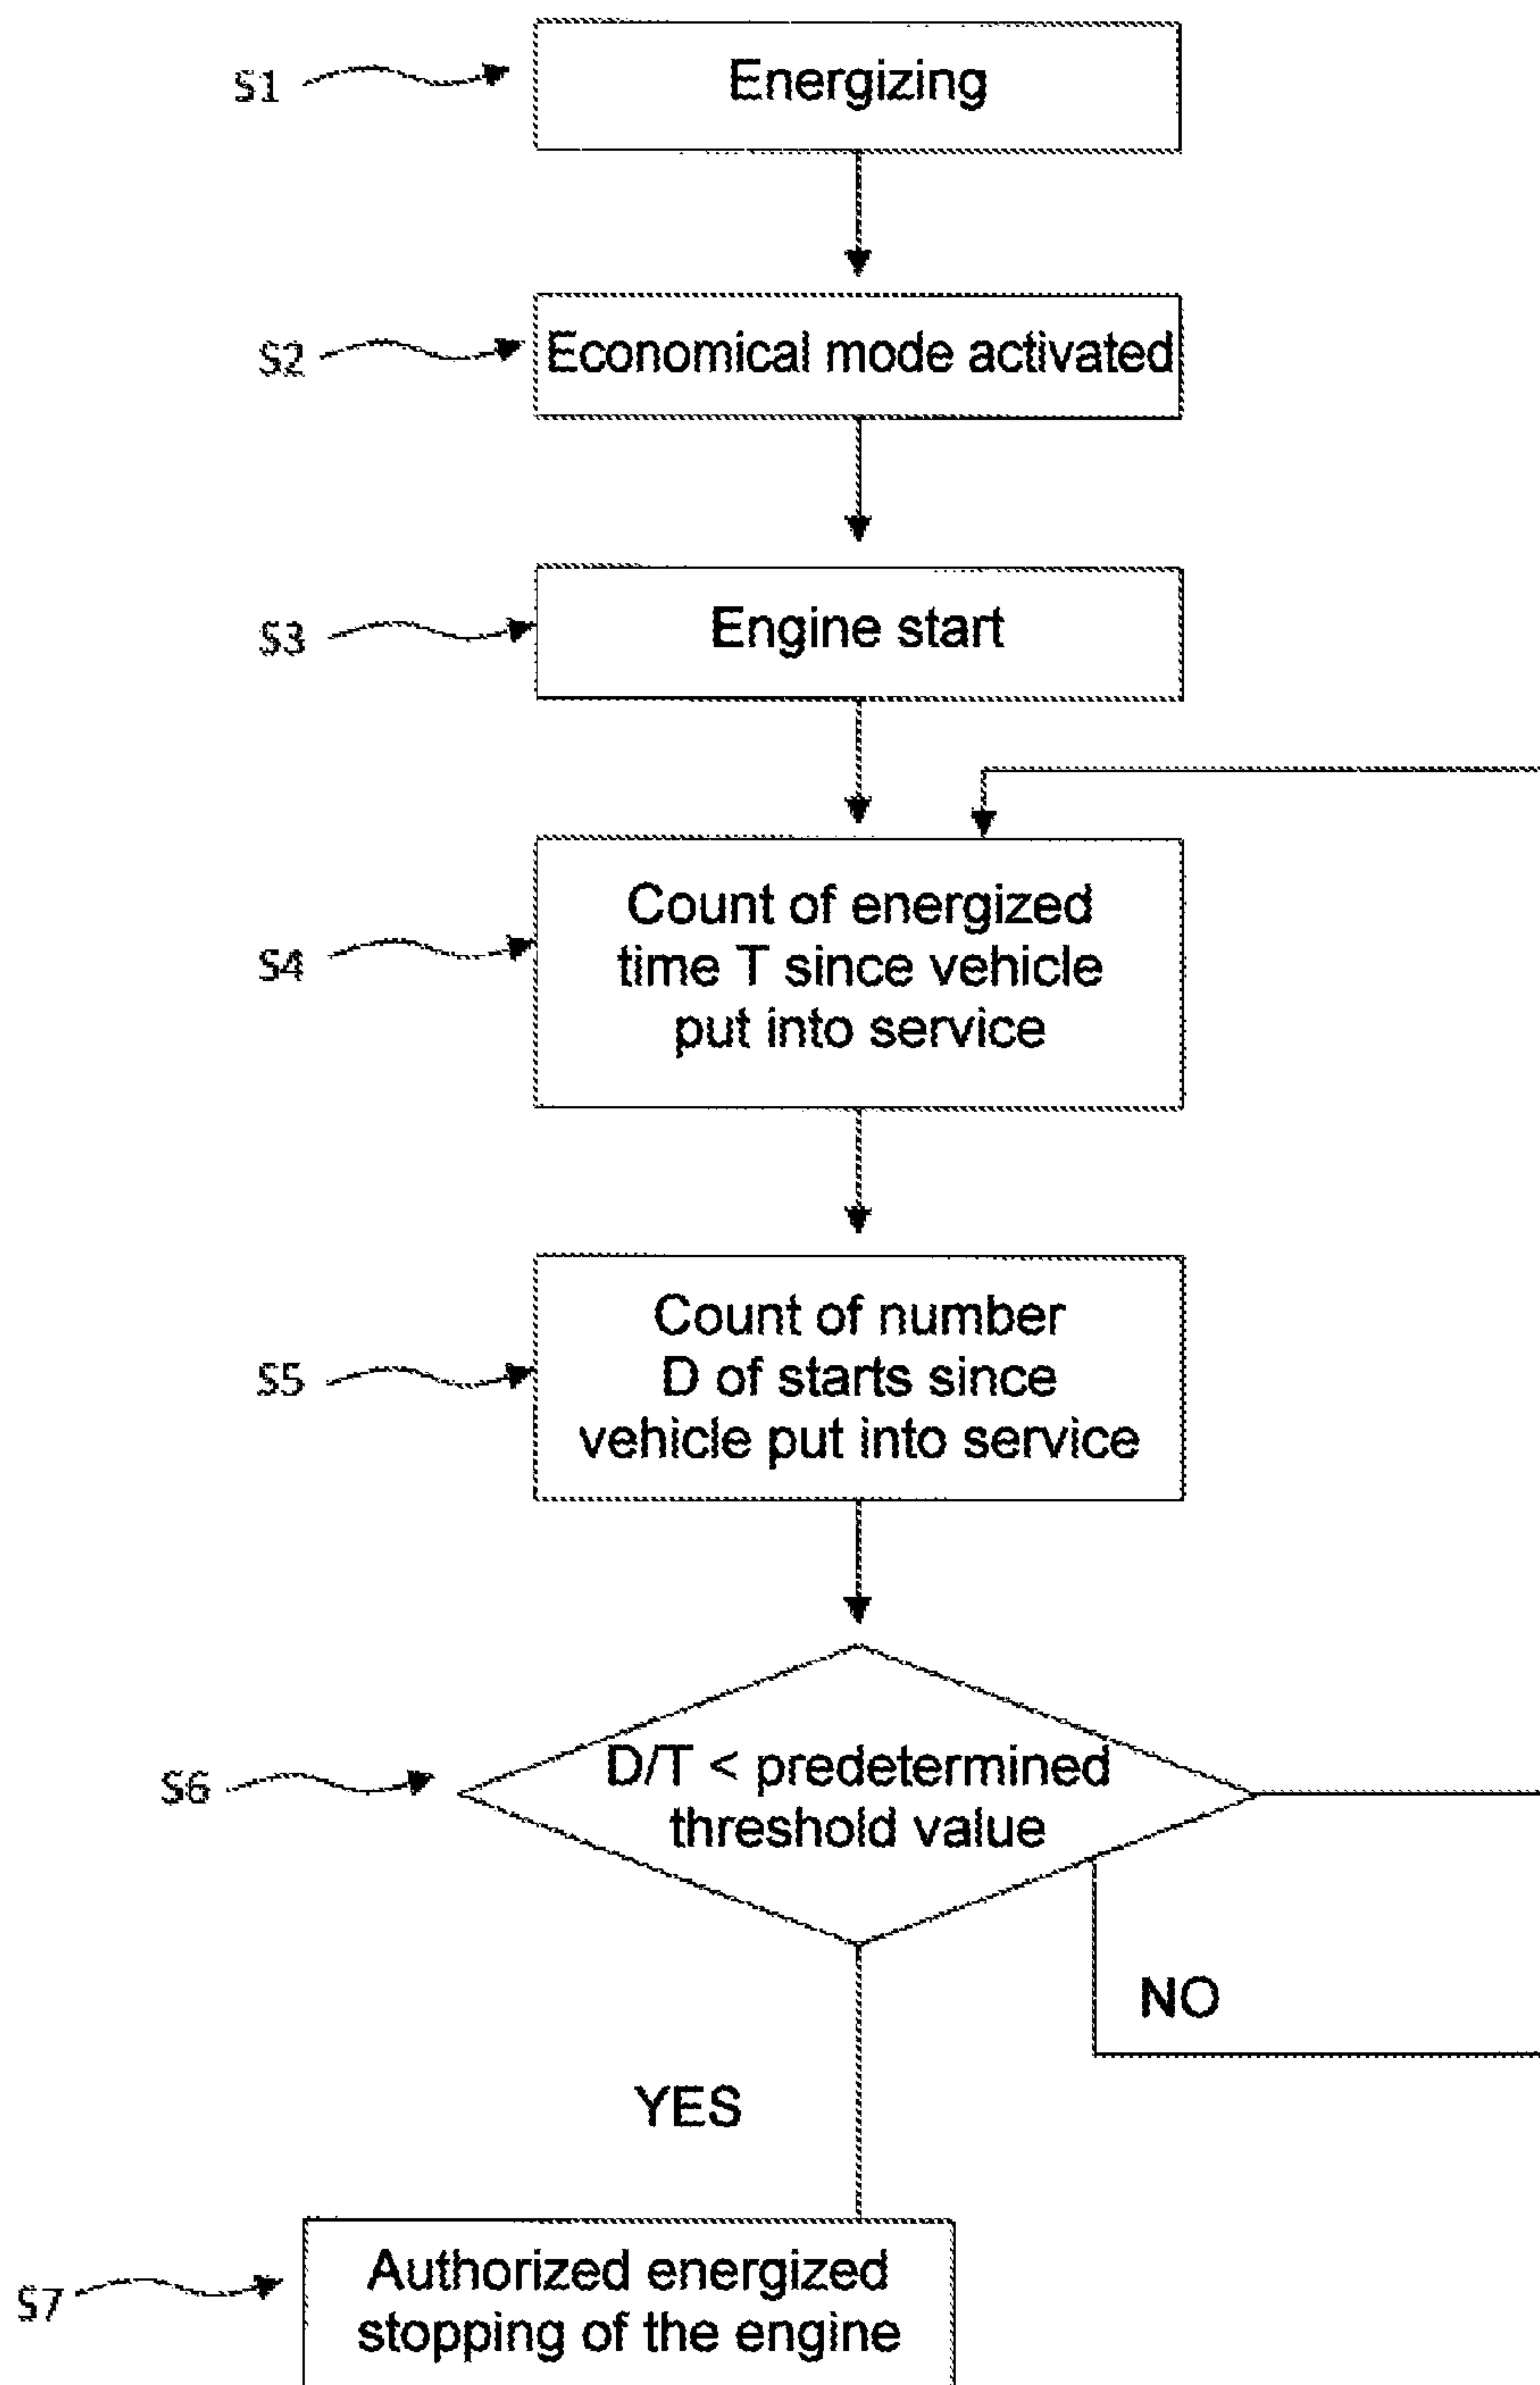 S1
Energizing
S2
Economical mode activated
S3
Engine start
S4
Count of energized
time T since vehicle
put into service
S5
Count of number
D of starts since
vehicle put into service
S6
D/T < predetermined
threshold value
NO
YES
S7
Authorized energized
stopping of the engine